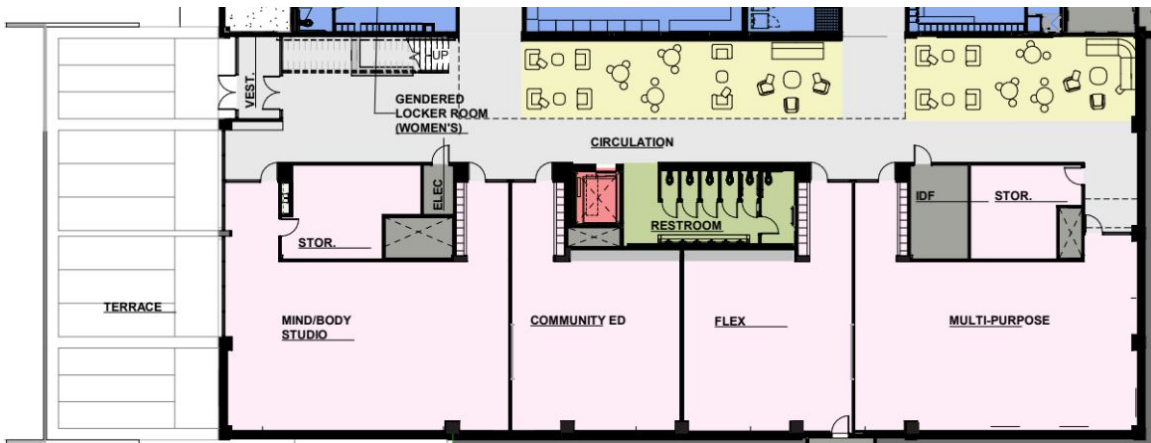 UP
VEST.
GENDERED
LOCKER ROOM
(WOMEN'S)
CIRCULATION
ELEC
IDF
STOR.
RESTROOM
STOR.
TERRACE
MIND/BODY
STUDIO
COMMUNITY ED
FLEX
MULTI-PURPOSE